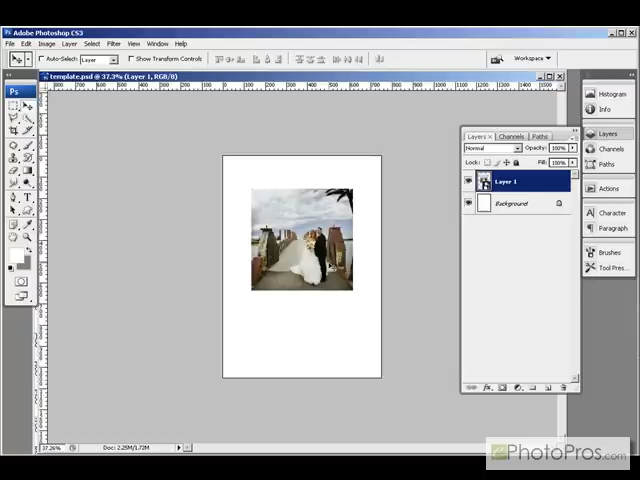 Adobe Photoshop CS3
File Edit Image Layer Select Filter View Window Help
Auto-Select: Layer Show Transform Controls Workspace
template.psd @ 37.3% (Layer 1, RGB/8)
Ps
Layers Channels Paths
Normal Opacity: 100%
Lock: Fill: 100%
Layer 1
Background
Histogram
Info
Layers
Channels
Paths
Actions
Character
Paragraph
Brushes
Tool Pres...
37.26% Doc: 2.25M/1.72M
ePhotoPros.com